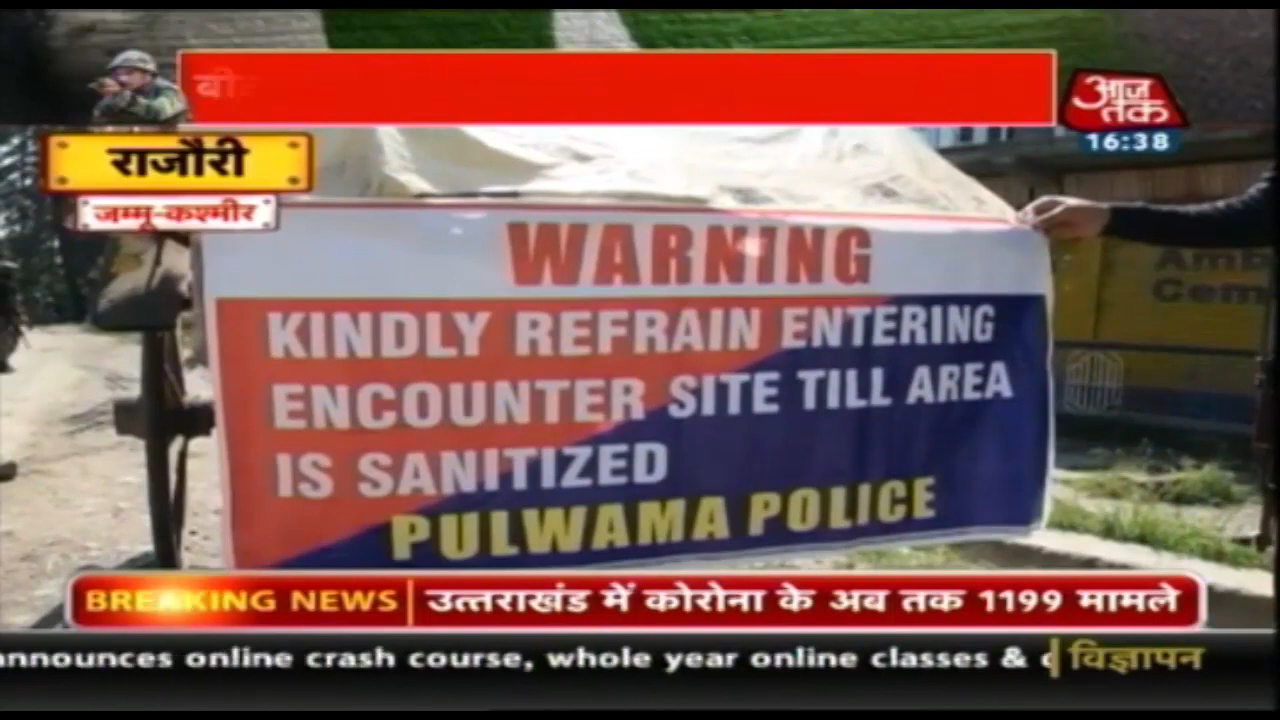 आज तक
16:38
राजौरी
जम्मू-कश्मीर
WARNING
KINDLY REFRAIN ENTERING
ENCOUNTER SITE TILL AREA
IS SANITIZED
PULWAMA POLICE
BREAKING NEWS
उत्तराखंड में कोरोना के अब तक 1199 मामले
announces online crash course, whole year online classes &
विज्ञापन